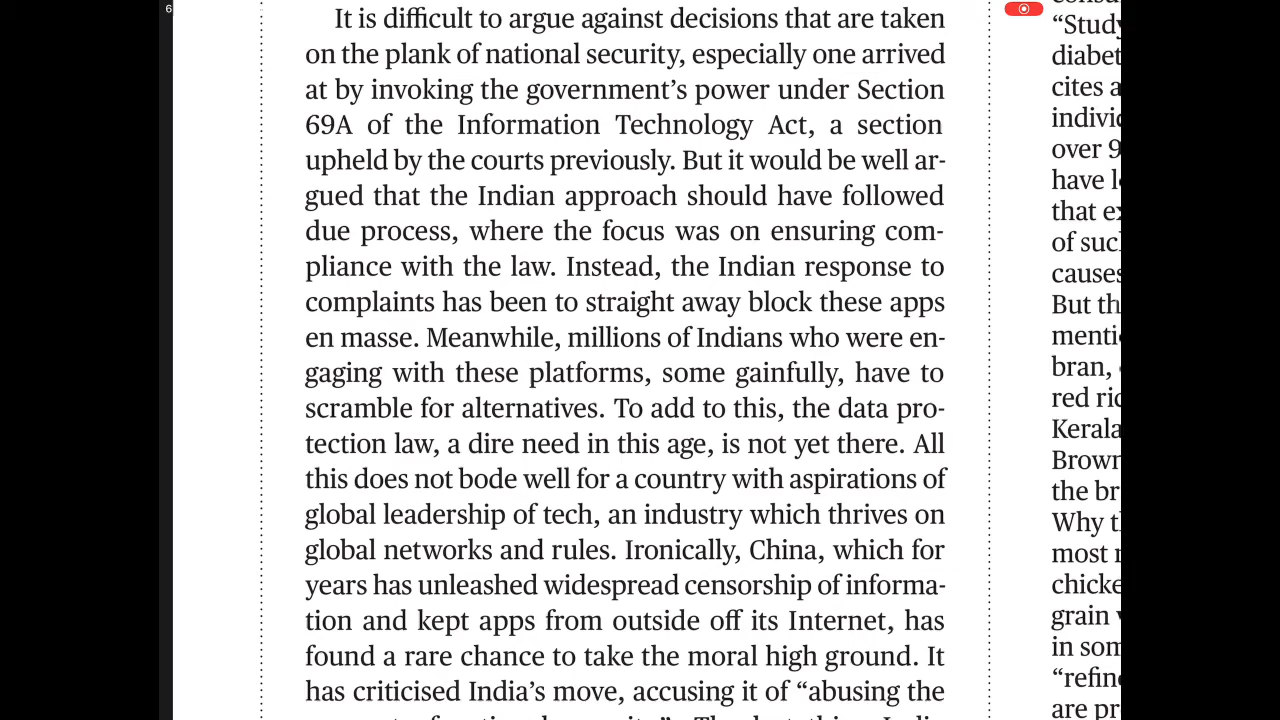 6
It is difficult to argue against decisions that are taken
on the plank of national security, especially one arrived
at by invoking the government’s power under Section
69A of the Information Technology Act, a section
upheld by the courts previously. But it would be well ar-
gued that the Indian approach should have followed
due process, where the focus was on ensuring com-
pliance with the law. Instead, the Indian response to
complaints has been to straight away block these apps
en masse. Meanwhile, millions of Indians who were en-
gaging with these platforms, some gainfully, have to
scramble for alternatives. To add to this, the data pro-
tection law, a dire need in this age, is not yet there. All
this does not bode well for a country with aspirations of
global leadership of tech, an industry which thrives on
global networks and rules. Ironically, China, which for
years has unleashed widespread censorship of informa-
tion and kept apps from outside off its Internet, has
found a rare chance to take the moral high ground. It
has criticised India’s move, accusing it of “abusing the
“Study
diabet
cites a
indivi
over 9
have l
that e
of suc
causes
But th
menti
bran,
red ric
Kerala
Brown
the br
Why t
most
chicke
grain
in som
“refin
are pr